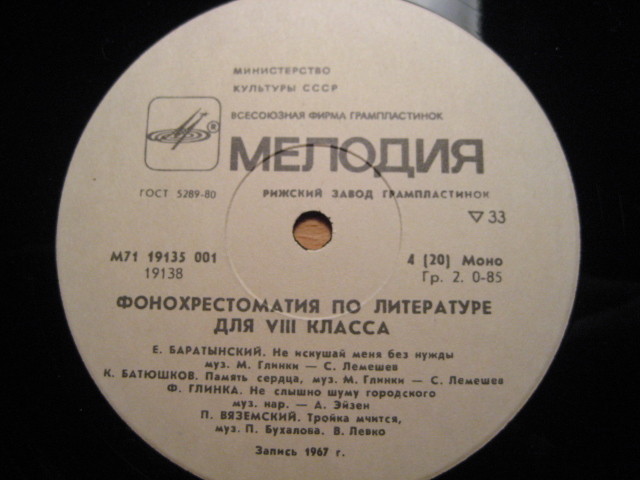 МИНИСТЕРСТВО
КУЛЬТУРЫ СССР
ВСЕСОЮЗНАЯ ФИРМА ГРАМПЛАСТИНОК
МЕЛОДИЯ
ГОСТ 5289-80 РИЖСКИЙ ЗАВОД ГРАМПЛАСТИНОК
▽ 33
М71 19135 001 4 (20) Моно
19138 Гр. 2. 0-85
ФОНОХРЕСТОМАТИЯ ПО ЛИТЕРАТУРЕ
ДЛЯ VIII КЛАССА
Е. БАРАТЫНСКИЙ. Не искушай меня без нужды
муз. М. Глинки — С. Лемешев
К. БАТЮШКОВ. Память сердца, муз. М. Глинки — С. Лемешев
Ф. ГЛИНКА. Не слышно шуму городского
муз. нар. — А. Эйзен
П. ВЯЗЕМСКИЙ. Тройка мчится,
муз. П. Бухалова. В. Левко
Запись 1967 г.